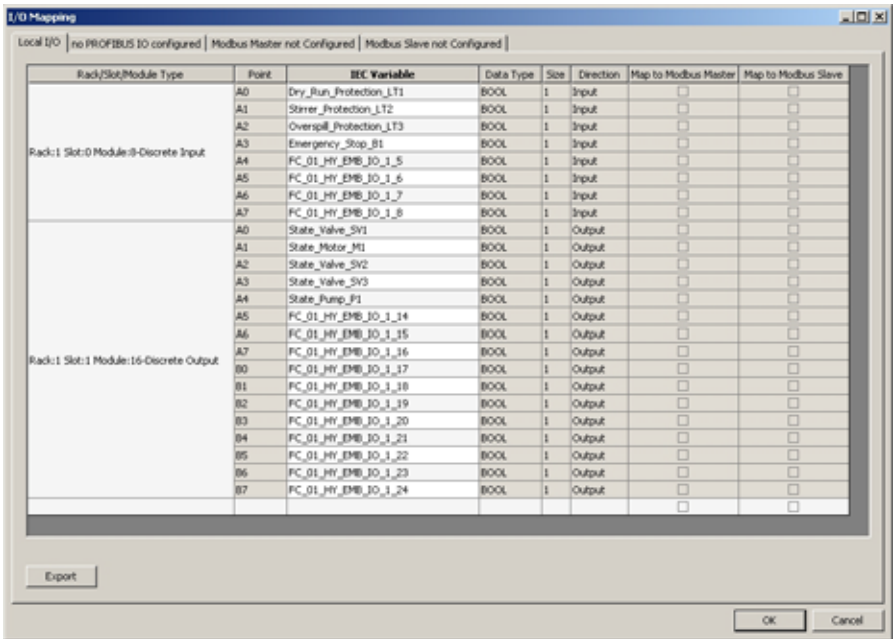 I/O Mapping
Local I/O no PROFIBUS IO configured Modbus Master not Configured Modbus Slave not Configured
Rack/Slot/Module Type Point IEC Variable Data Type Size Direction Map to Modbus Master Map to Modbus Slave
A0 Dry_Run_Protection_LT1 BOOL 1 Input
A1 Stirrer_Protection_LT2 BOOL 1 Input
A2 Overspill_Protection_LT3 BOOL 1 Input
A3 Emergency_Stop_B1 BOOL 1 Input
Rack:1 Slot:0 Module:8-Discrete Input
A4 FC_01_HY_EMB_IO_1_5 BOOL 1 Input
A5 FC_01_HY_EMB_IO_1_6 BOOL 1 Input
A6 FC_01_HY_EMB_IO_1_7 BOOL 1 Input
A7 FC_01_HY_EMB_IO_1_8 BOOL 1 Input
A0 State_Valve_SV1 BOOL 1 Output
A1 State_Motor_M1 BOOL 1 Output
A2 State_Valve_SV2 BOOL 1 Output
A3 State_Valve_SV3 BOOL 1 Output
A4 State_Pump_P1 BOOL 1 Output
A5 FC_01_HY_EMB_IO_1_14 BOOL 1 Output
A6 FC_01_HY_EMB_IO_1_15 BOOL 1 Output
A7 FC_01_HY_EMB_IO_1_16 BOOL 1 Output
Rack:1 Slot:1 Module:16-Discrete Output
B0 FC_01_HY_EMB_IO_1_17 BOOL 1 Output
B1 FC_01_HY_EMB_IO_1_18 BOOL 1 Output
B2 FC_01_HY_EMB_IO_1_19 BOOL 1 Output
B3 FC_01_HY_EMB_IO_1_20 BOOL 1 Output
B4 FC_01_HY_EMB_IO_1_21 BOOL 1 Output
B5 FC_01_HY_EMB_IO_1_22 BOOL 1 Output
B6 FC_01_HY_EMB_IO_1_23 BOOL 1 Output
B7 FC_01_HY_EMB_IO_1_24 BOOL 1 Output
Export
OK Cancel